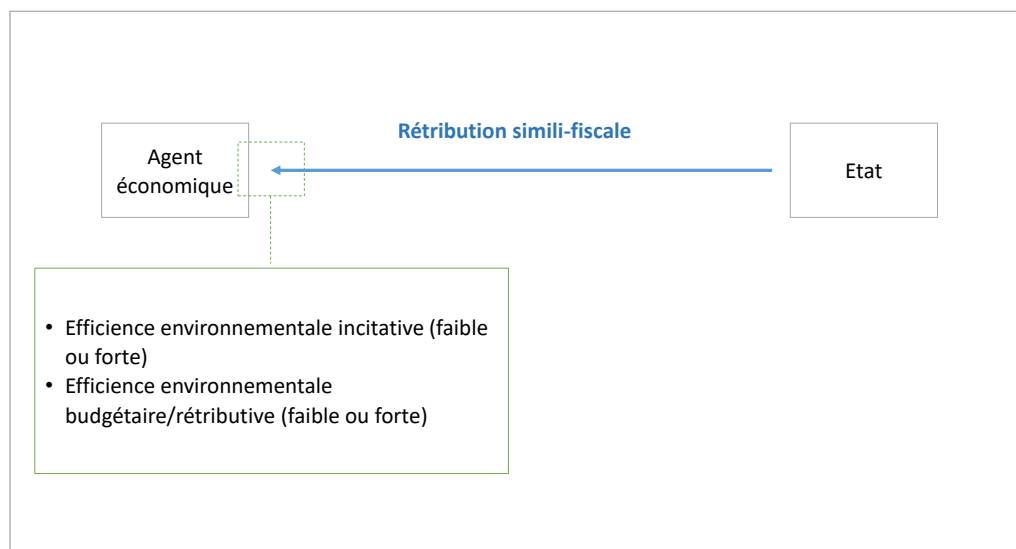 Rétribution simili-fiscale
Agent
économique
Etat
• Efficience environnementale incitative (faible
ou forte)
• Efficience environnementale
budgétaire/rétributive (faible ou forte)